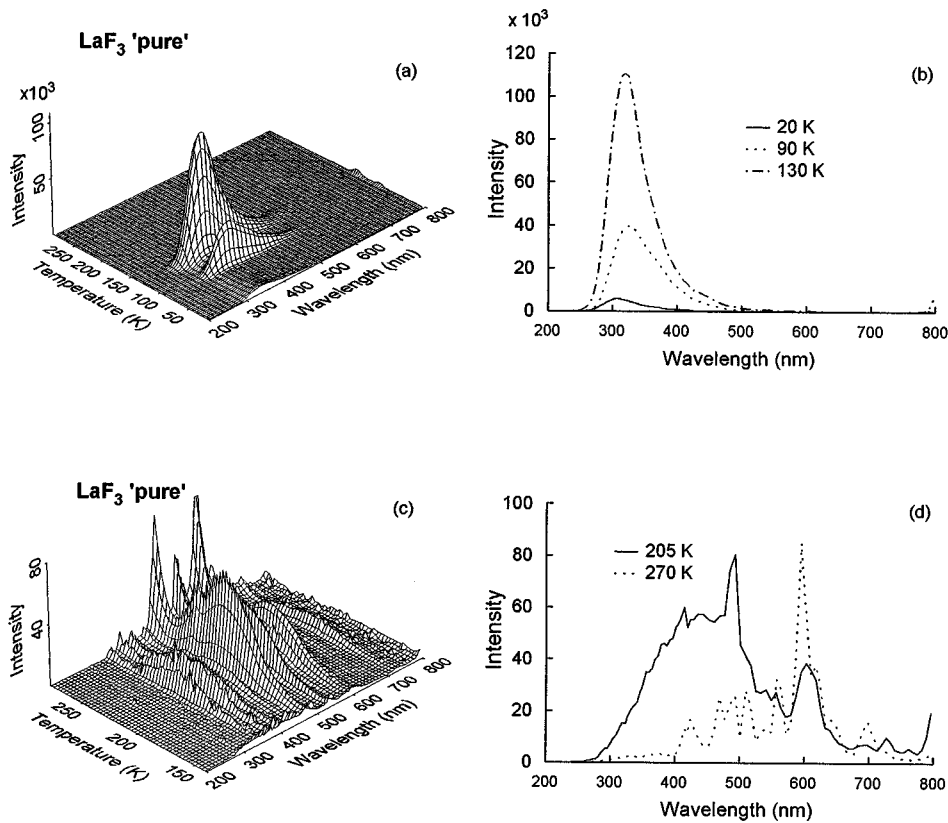 LaF3 'pure'
(a)
x10³
100
50
Intensity
250 200 150 100 50
Temperature (K)
200 300 400 500 600 700 800
Wavelength (nm)
x 10³
(b)
120
100
80
60
40
20
0
Intensity
20 K
90 K
130 K
200 300 400 500 600 700 800
Wavelength (nm)
LaF3 'pure'
(c)
80
40
Intensity
250 200 150
Temperature (K)
200 300 400 500 600 700 800
Wavelength (nm)
(d)
100
80
60
40
20
0
Intensity
205 K
270 K
200 300 400 500 600 700 800
Wavelength (nm)